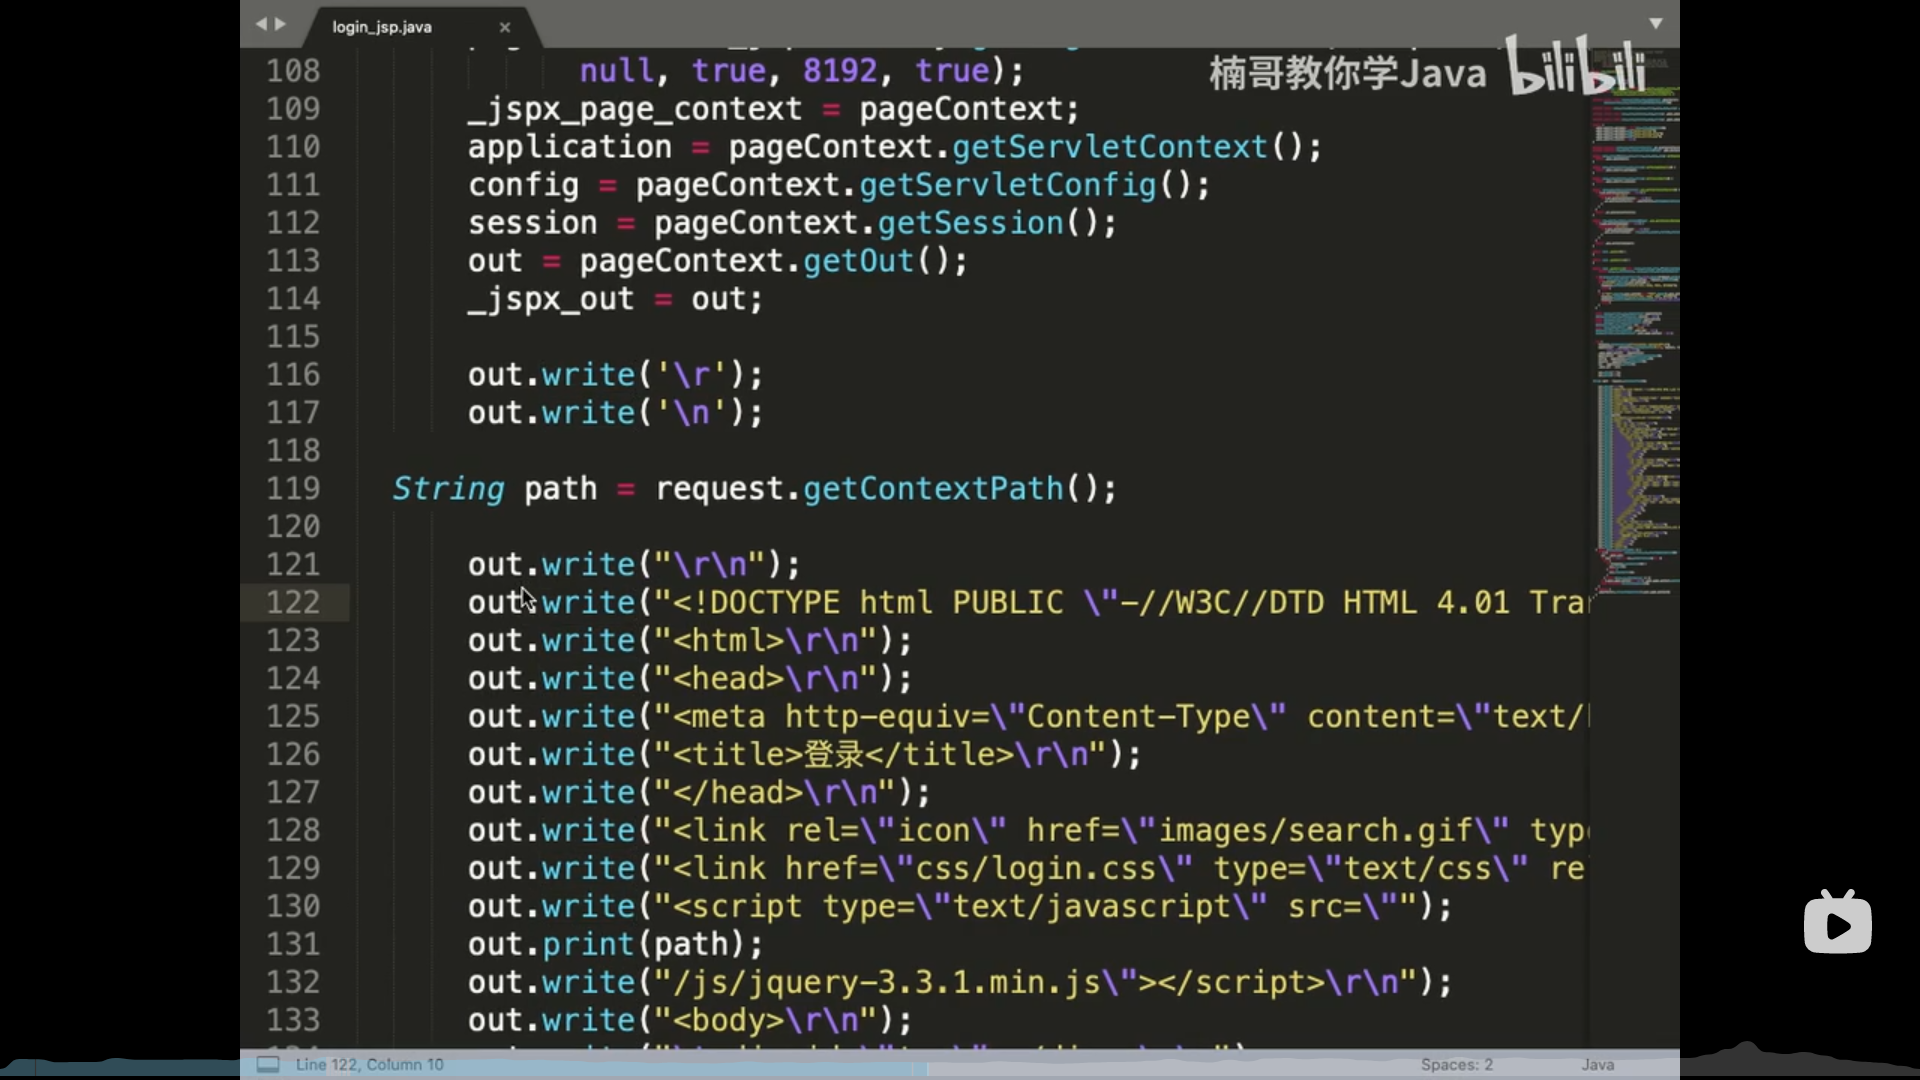 login_jsp.java
楠哥教你学Java bilibili
108 null, true, 8192, true);
109 _jspx_page_context = pageContext;
110 application = pageContext.getServletContext();
111 config = pageContext.getServletConfig();
112 session = pageContext.getSession();
113 out = pageContext.getOut();
114 _jspx_out = out;
115
116 out.write('\r');
117 out.write('\n');
118
119 String path = request.getContextPath();
120
121 out.write("\r\n");
122 out.write("<!DOCTYPE html PUBLIC \"-//W3C//DTD HTML 4.01 Tra
123 out.write("<html>\r\n");
124 out.write("<head>\r\n");
125 out.write("<meta http-equiv=\"Content-Type\" content=\"text/
126 out.write("<title>登录</title>\r\n");
127 out.write("</head>\r\n");
128 out.write("<link rel=\"icon\" href=\"images/search.gif\" typ
129 out.write("<link href=\"css/login.css\" type=\"text/css\" re
130 out.write("<script type=\"text/javascript\" src=\"");
131 out.print(path);
132 out.write("/js/jquery-3.3.1.min.js\"></script>\r\n");
133 out.write("<body>\r\n");
Line 122, Column 10
Spaces: 2
Java